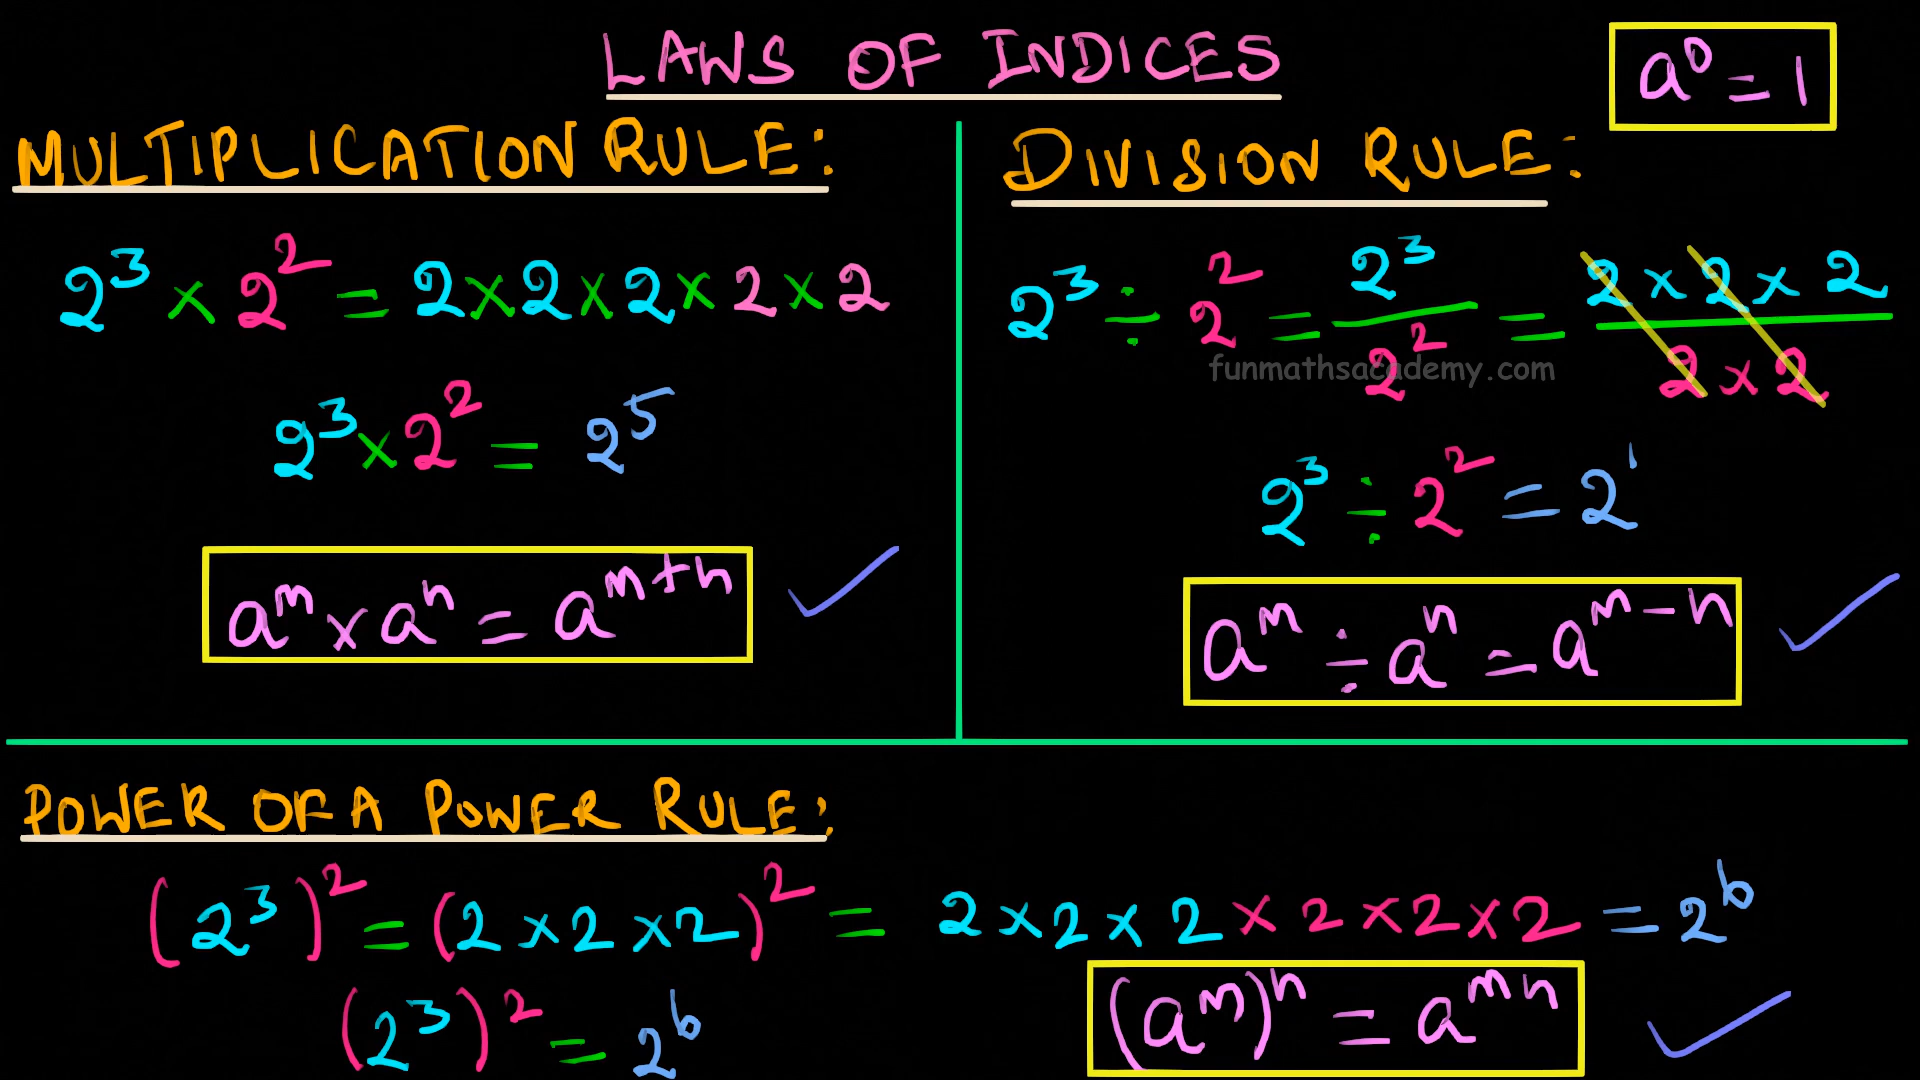 LAWS OF INDICES
a⁰ = 1
MULTIPLICATION RULE:
2³ × 2² = 2 × 2 × 2 × 2 × 2
2³ × 2² = 2⁵
aᵐ × aⁿ = aᵐ⁺ⁿ
DIVISION RULE:
2³ ÷ 2² = 2³/2² = 2 × 2 × 2/2 × 2
funmathsacademy.com
2³ ÷ 2² = 2¹
aᵐ ÷ aⁿ = aᵐ⁻ⁿ
POWER OF A POWER RULE:
(2³)² = (2 × 2 × 2)² = 2 × 2 × 2 × 2 × 2 × 2 = 2⁶
(2³)² = 2⁶
(aᵐ)ⁿ = aᵐⁿ